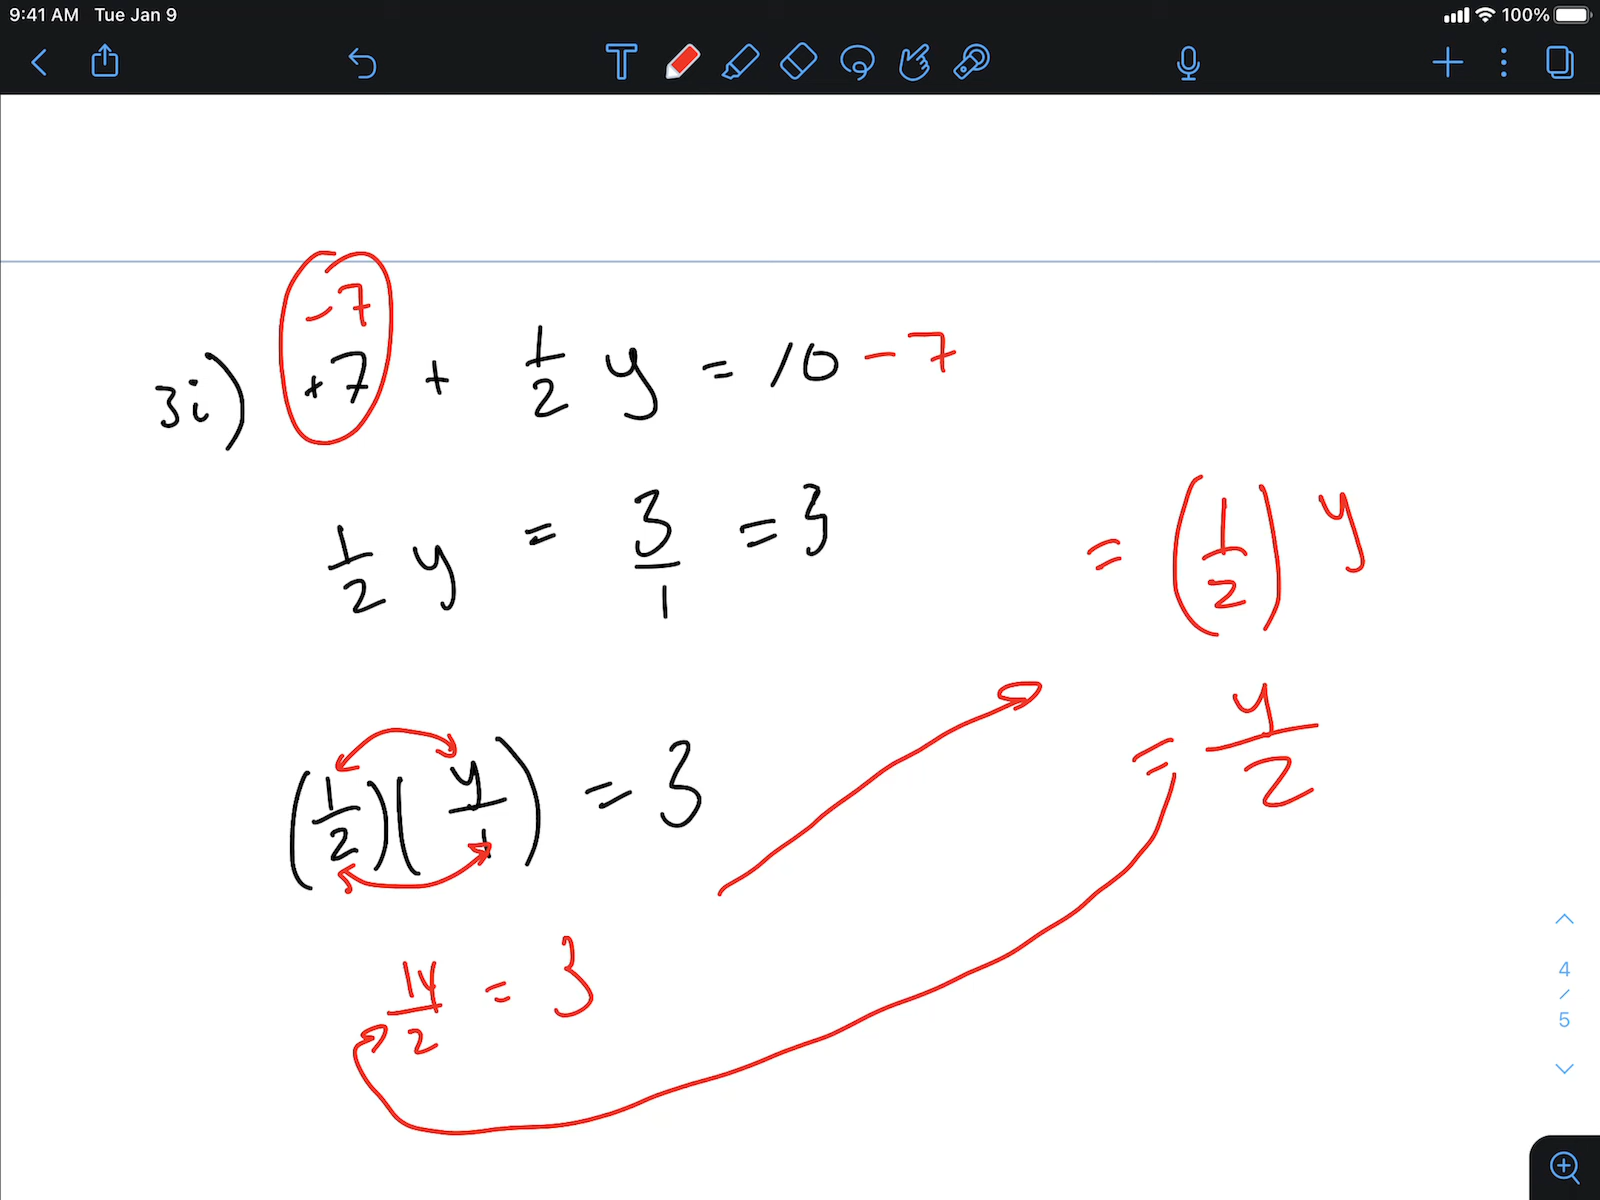 9:41 AM Tue Jan 9 100%
-7
3i) +7 + 1/2 y = 10 - 7
1/2 y = 3/1 = 3
= (1/2) y
= y/2
(1/2)(y/1) = 3
1y/2 = 3
4
/
5